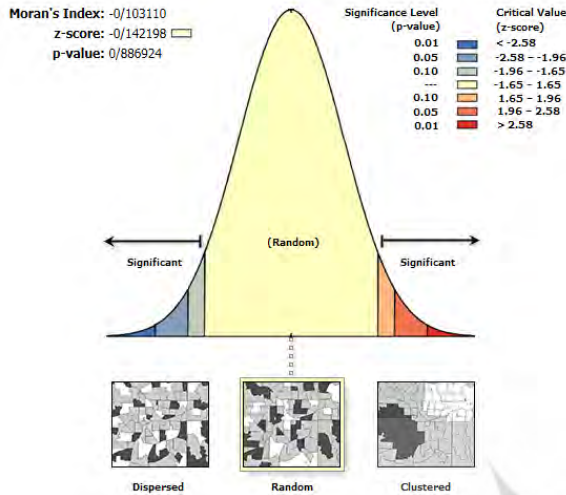 Moran's Index: -0/103110
z-score: -0/142198
p-value: 0/886924
Significance Level
(p-value)
Critical Value
(z-score)
0.01 < -2.58
0.05 -2.58 - -1.96
0.10 -1.96 - -1.65
--- -1.65 - 1.65
0.10 1.65 - 1.96
0.05 1.96 - 2.58
0.01 > 2.58
(Random)
Significant
Significant
Dispersed
Random
Clustered